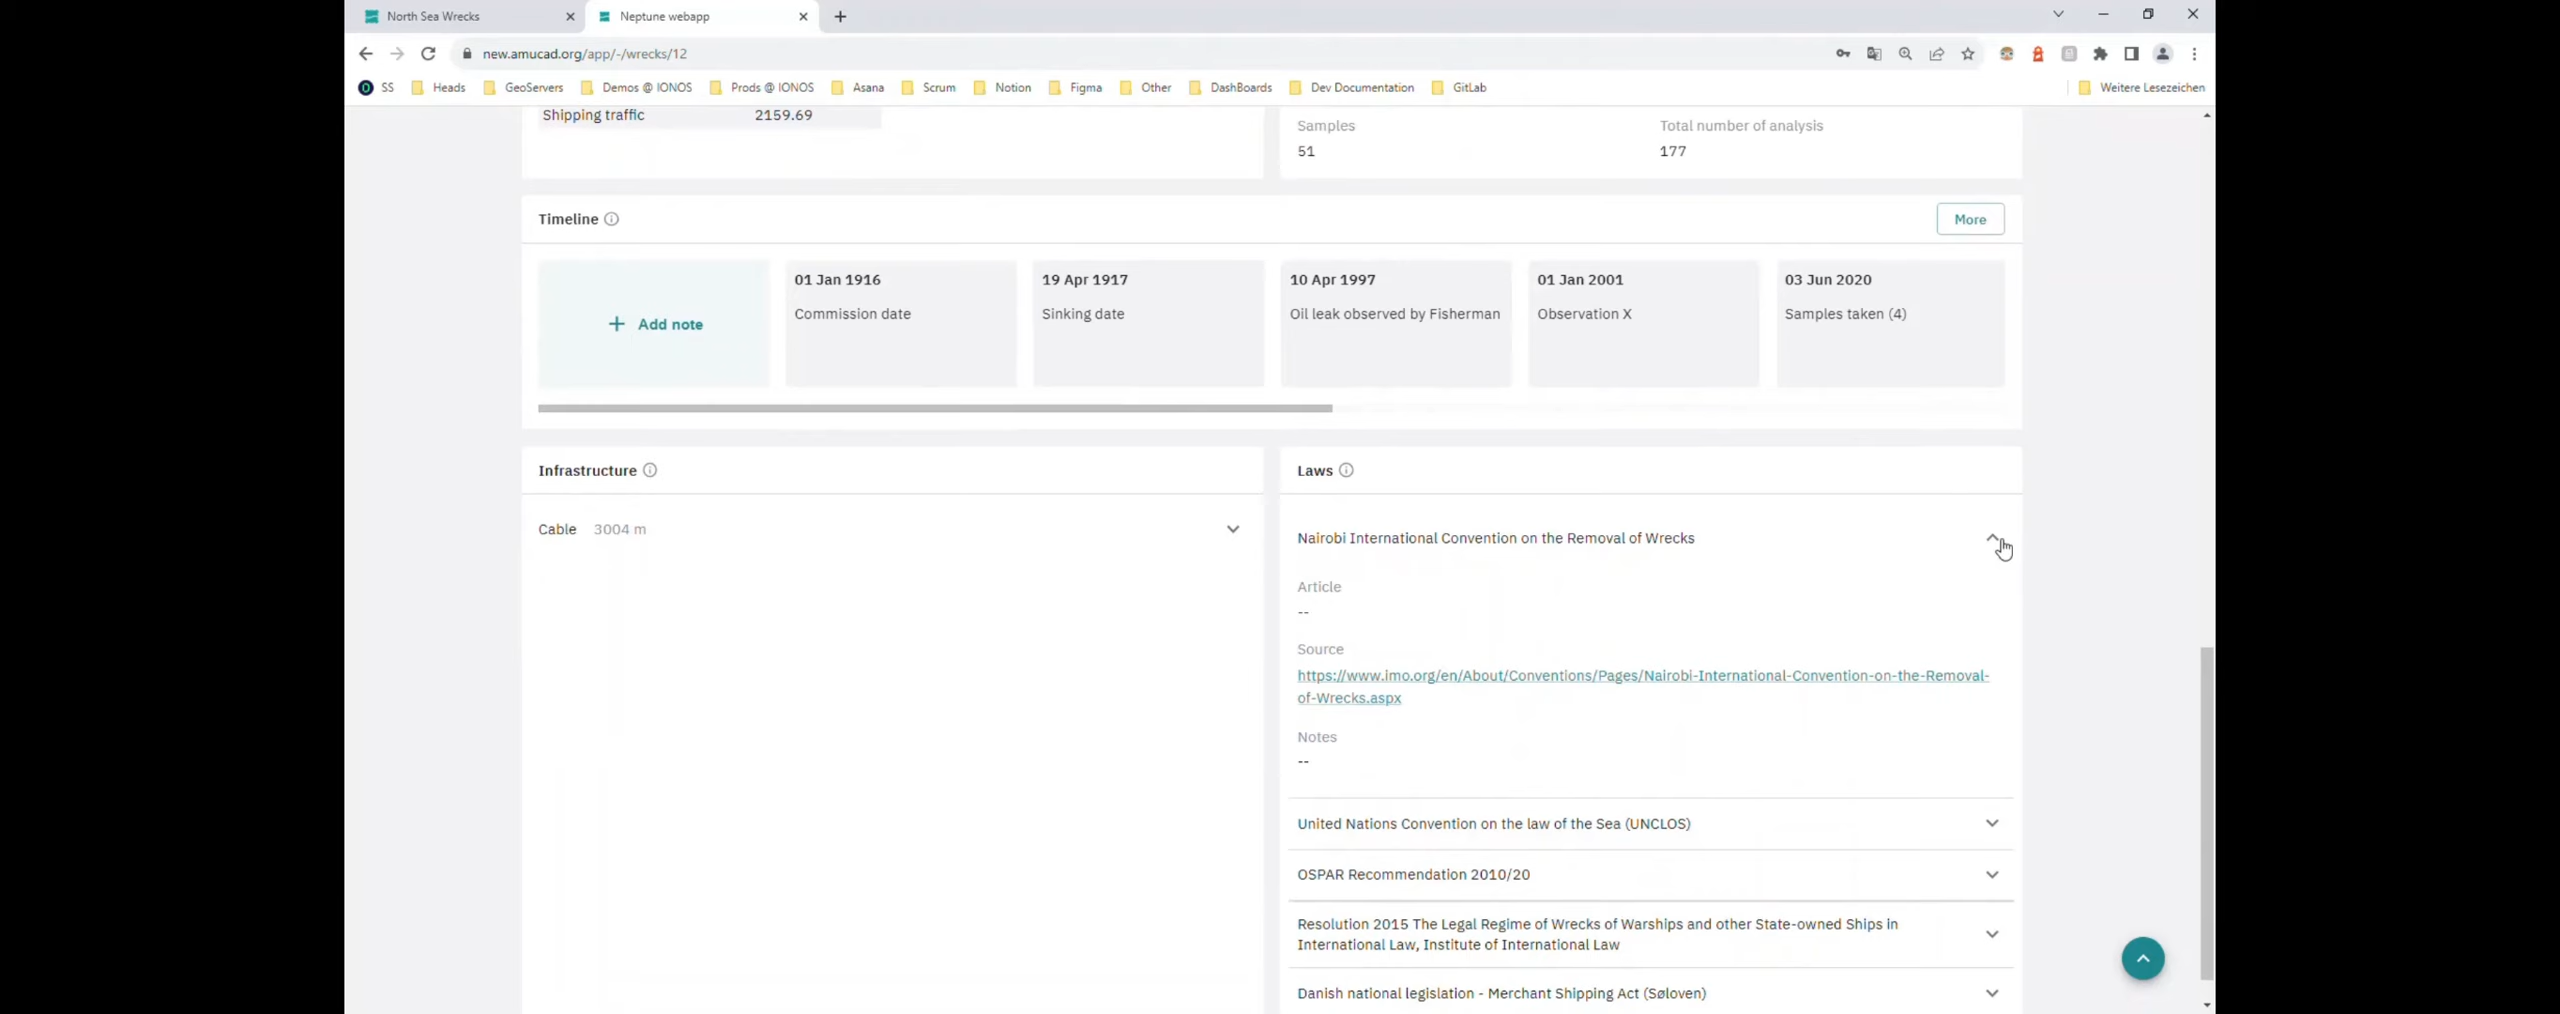 North Sea Wrecks
Neptune webapp
new.amucad.org/app/-/wrecks/12
SS Heads GeoServers Demos @ IONOS Prods @ IONOS Asana Scrum Notion Figma Other DashBoards Dev Documentation GitLab Weitere Lesezeichen
Shipping traffic 2159.69
Samples Total number of analysis
51 177
Timeline
More
Add note
01 Jan 1916
Commission date
19 Apr 1917
Sinking date
10 Apr 1997
Oil leak observed by Fisherman
01 Jan 2001
Observation X
03 Jun 2020
Samples taken (4)
Infrastructure
Cable 3004 m
Laws
Nairobi International Convention on the Removal of Wrecks
Article
--
Source
https://www.imo.org/en/About/Conventions/Pages/Nairobi-International-Convention-on-the-Removal-
of-Wrecks.aspx
Notes
--
United Nations Convention on the law of the Sea (UNCLOS)
OSPAR Recommendation 2010/20
Resolution 2015 The Legal Regime of Wrecks of Warships and other State-owned Ships in
International Law, Institute of International Law
Danish national legislation - Merchant Shipping Act (Søloven)